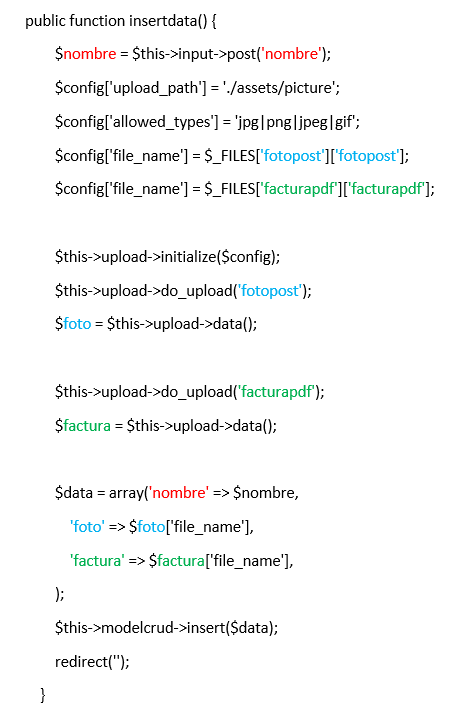 public function insertdata() {
$nombre = $this->input->post('nombre');
$config['upload_path'] = './assets/picture';
$config['allowed_types'] = 'jpg|png|jpeg|gif';
$config['file_name'] = $_FILES['fotopost']['fotopost'];
$config['file_name'] = $_FILES['facturapdf']['facturapdf'];
$this->upload->initialize($config);
$this->upload->do_upload('fotopost');
$foto = $this->upload->data();
$this->upload->do_upload('facturapdf');
$factura = $this->upload->data();
$data = array('nombre' => $nombre,
'foto' => $foto['file_name'],
'factura' => $factura['file_name'],
);
$this->modelcrud->insert($data);
redirect('');
}